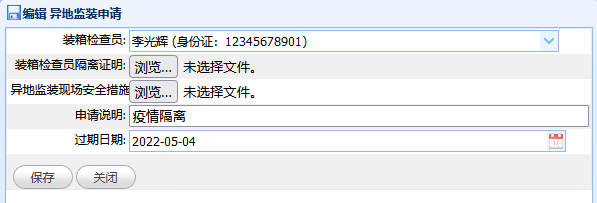 编辑 异地监装申请
装箱检查员: 李光辉 (身份证: 12345678901)
装箱检查员隔离证明: 浏览... 未选择文件。
异地监装现场安全措施 浏览... 未选择文件。
申请说明: 疫情隔离
过期日期: 2022-05-04
保存 关闭